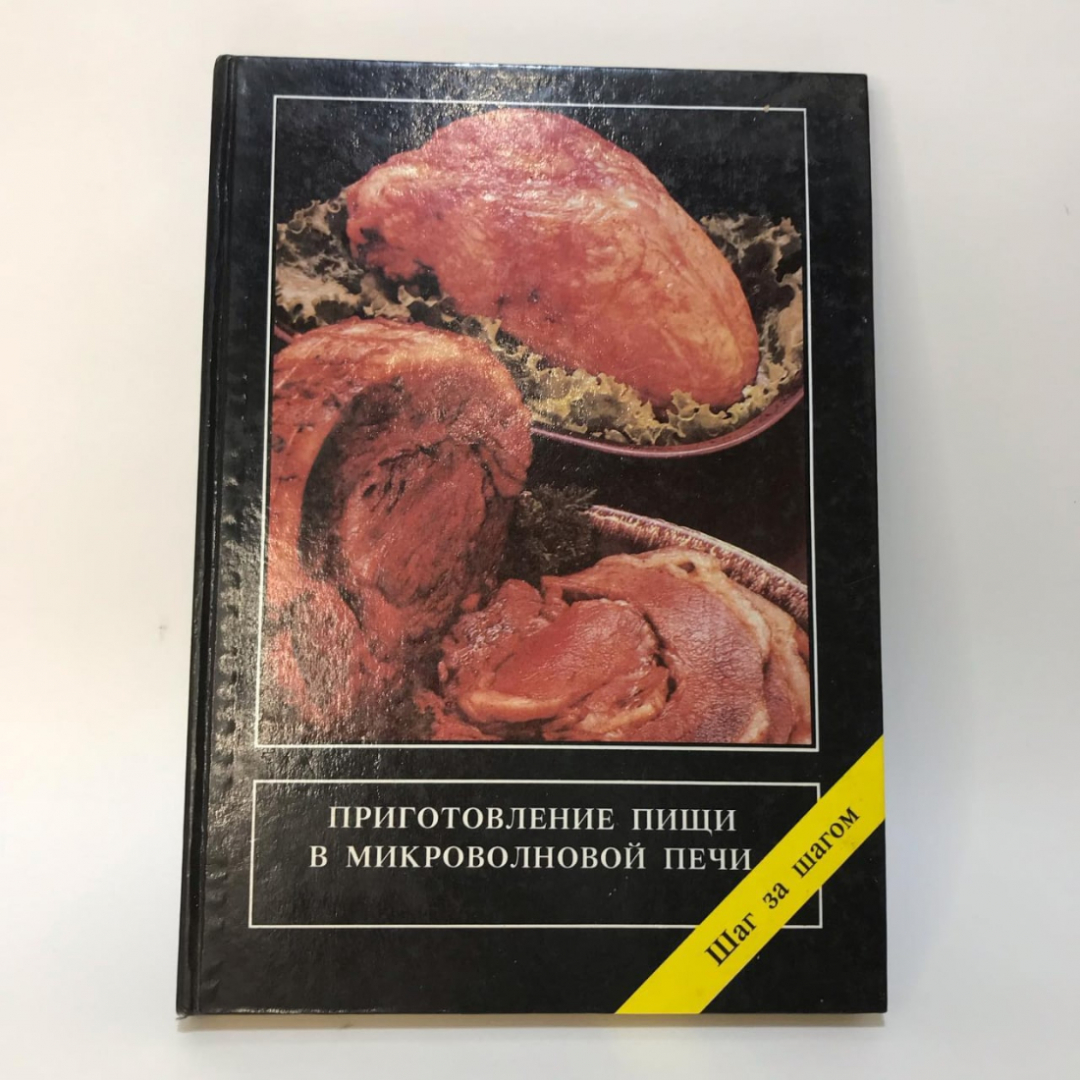 ПРИГОТОВЛЕНИЕ ПИЩИ
В МИКРОВОЛНОВОЙ ПЕЧИ
Шаг за шагом